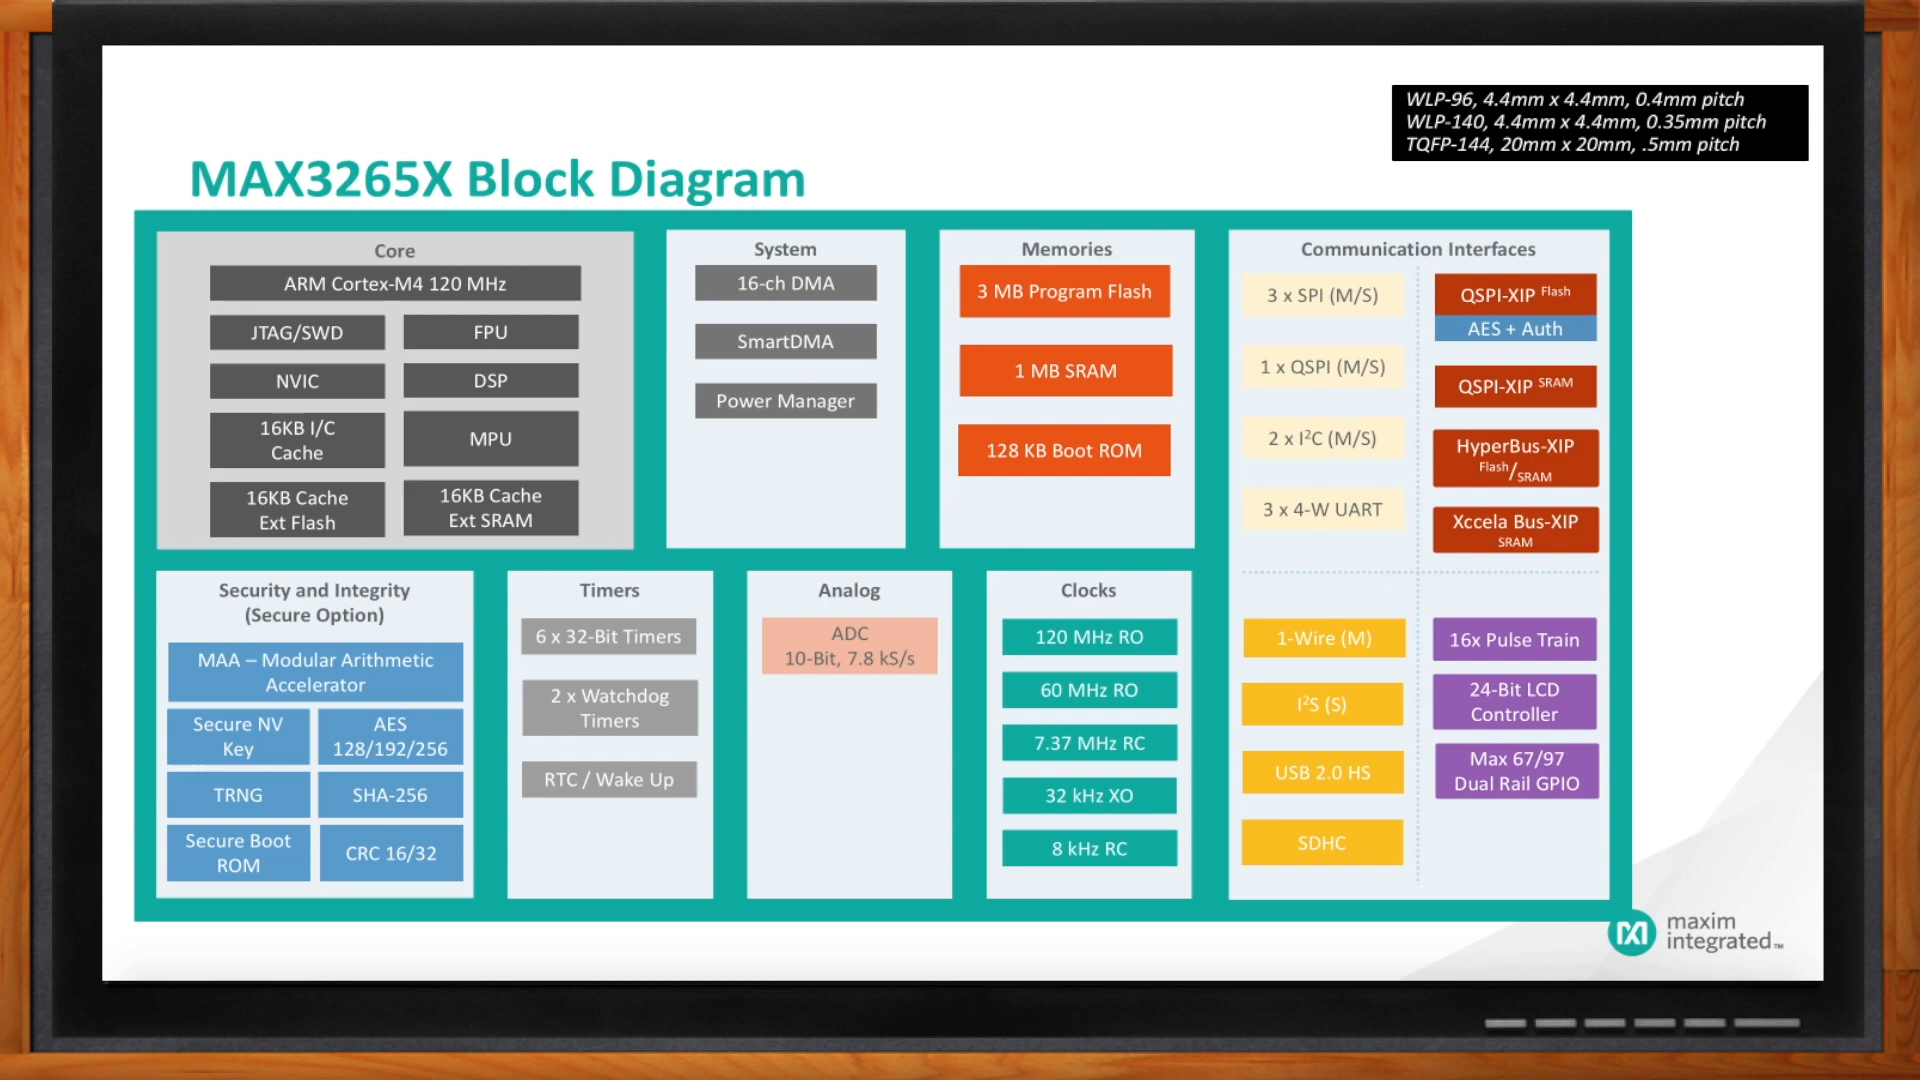 WLP-96, 4.4mm x 4.4mm, 0.4mm pitch
WLP-140, 4.4mm x 4.4mm, 0.35mm pitch
TQFP-144, 20mm x 20mm, .5mm pitch
MAX3265X Block Diagram
Core
ARM Cortex-M4 120 MHz
JTAG/SWD
FPU
NVIC
DSP
16KB I/C
Cache
MPU
16KB Cache
Ext Flash
16KB Cache
Ext SRAM
System
16-ch DMA
SmartDMA
Power Manager
Memories
3 MB Program Flash
1 MB SRAM
128 KB Boot ROM
Communication Interfaces
3 x SPI (M/S)
1 x QSPI (M/S)
2 x I²C (M/S)
3 x 4-W UART
QSPI-XIP Flash
AES + Auth
QSPI-XIP SRAM
HyperBus-XIP
Flash/SRAM
Xccela Bus-XIP
SRAM
1-Wire (M)
I²S (S)
USB 2.0 HS
SDHC
16x Pulse Train
24-Bit LCD
Controller
Max 67/97
Dual Rail GPIO
Security and Integrity
(Secure Option)
MAA – Modular Arithmetic
Accelerator
Secure NV
Key
AES
128/192/256
TRNG
SHA-256
Secure Boot
ROM
CRC 16/32
Timers
6 x 32-Bit Timers
2 x Watchdog
Timers
RTC / Wake Up
Analog
ADC
10-Bit, 7.8 kS/s
Clocks
120 MHz RO
60 MHz RO
7.37 MHz RC
32 kHz XO
8 kHz RC
maxim
integrated™